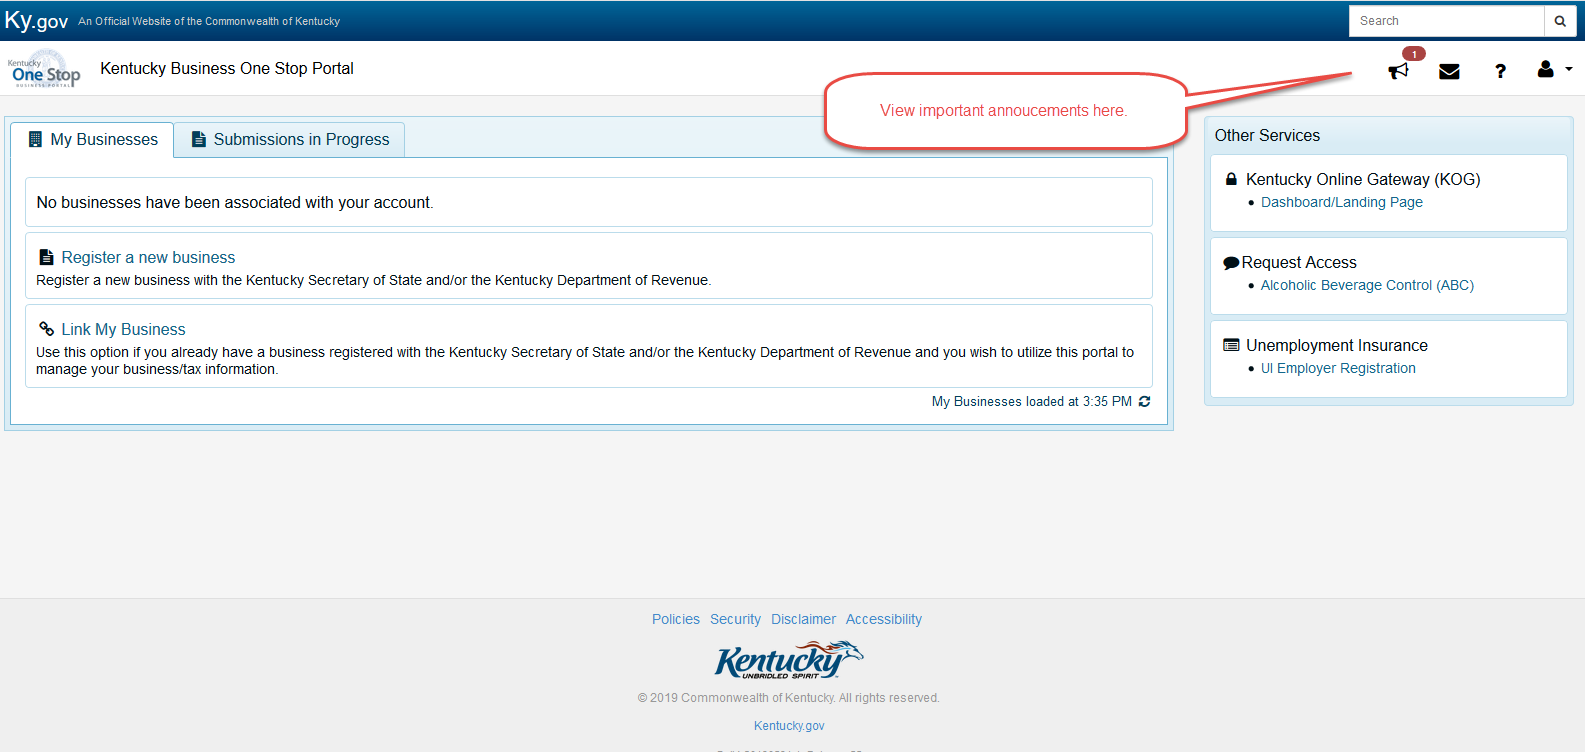 Ky.gov An Official Website of the Commonwealth of Kentucky
Search
Kentucky
One Stop
BUSINESS PORTAL
Kentucky Business One Stop Portal
1
?
View important annoucements here.
My Businesses
Submissions in Progress
No businesses have been associated with your account.
Register a new business
Register a new business with the Kentucky Secretary of State and/or the Kentucky Department of Revenue.
Link My Business
Use this option if you already have a business registered with the Kentucky Secretary of State and/or the Kentucky Department of Revenue and you wish to utilize this portal to
manage your business/tax information.
My Businesses loaded at 3:35 PM
Other Services
Kentucky Online Gateway (KOG)
Dashboard/Landing Page
Request Access
Alcoholic Beverage Control (ABC)
Unemployment Insurance
UI Employer Registration
Policies Security Disclaimer Accessibility
Kentucky
UNBRIDLED SPIRIT
© 2019 Commonwealth of Kentucky. All rights reserved.
Kentucky.gov